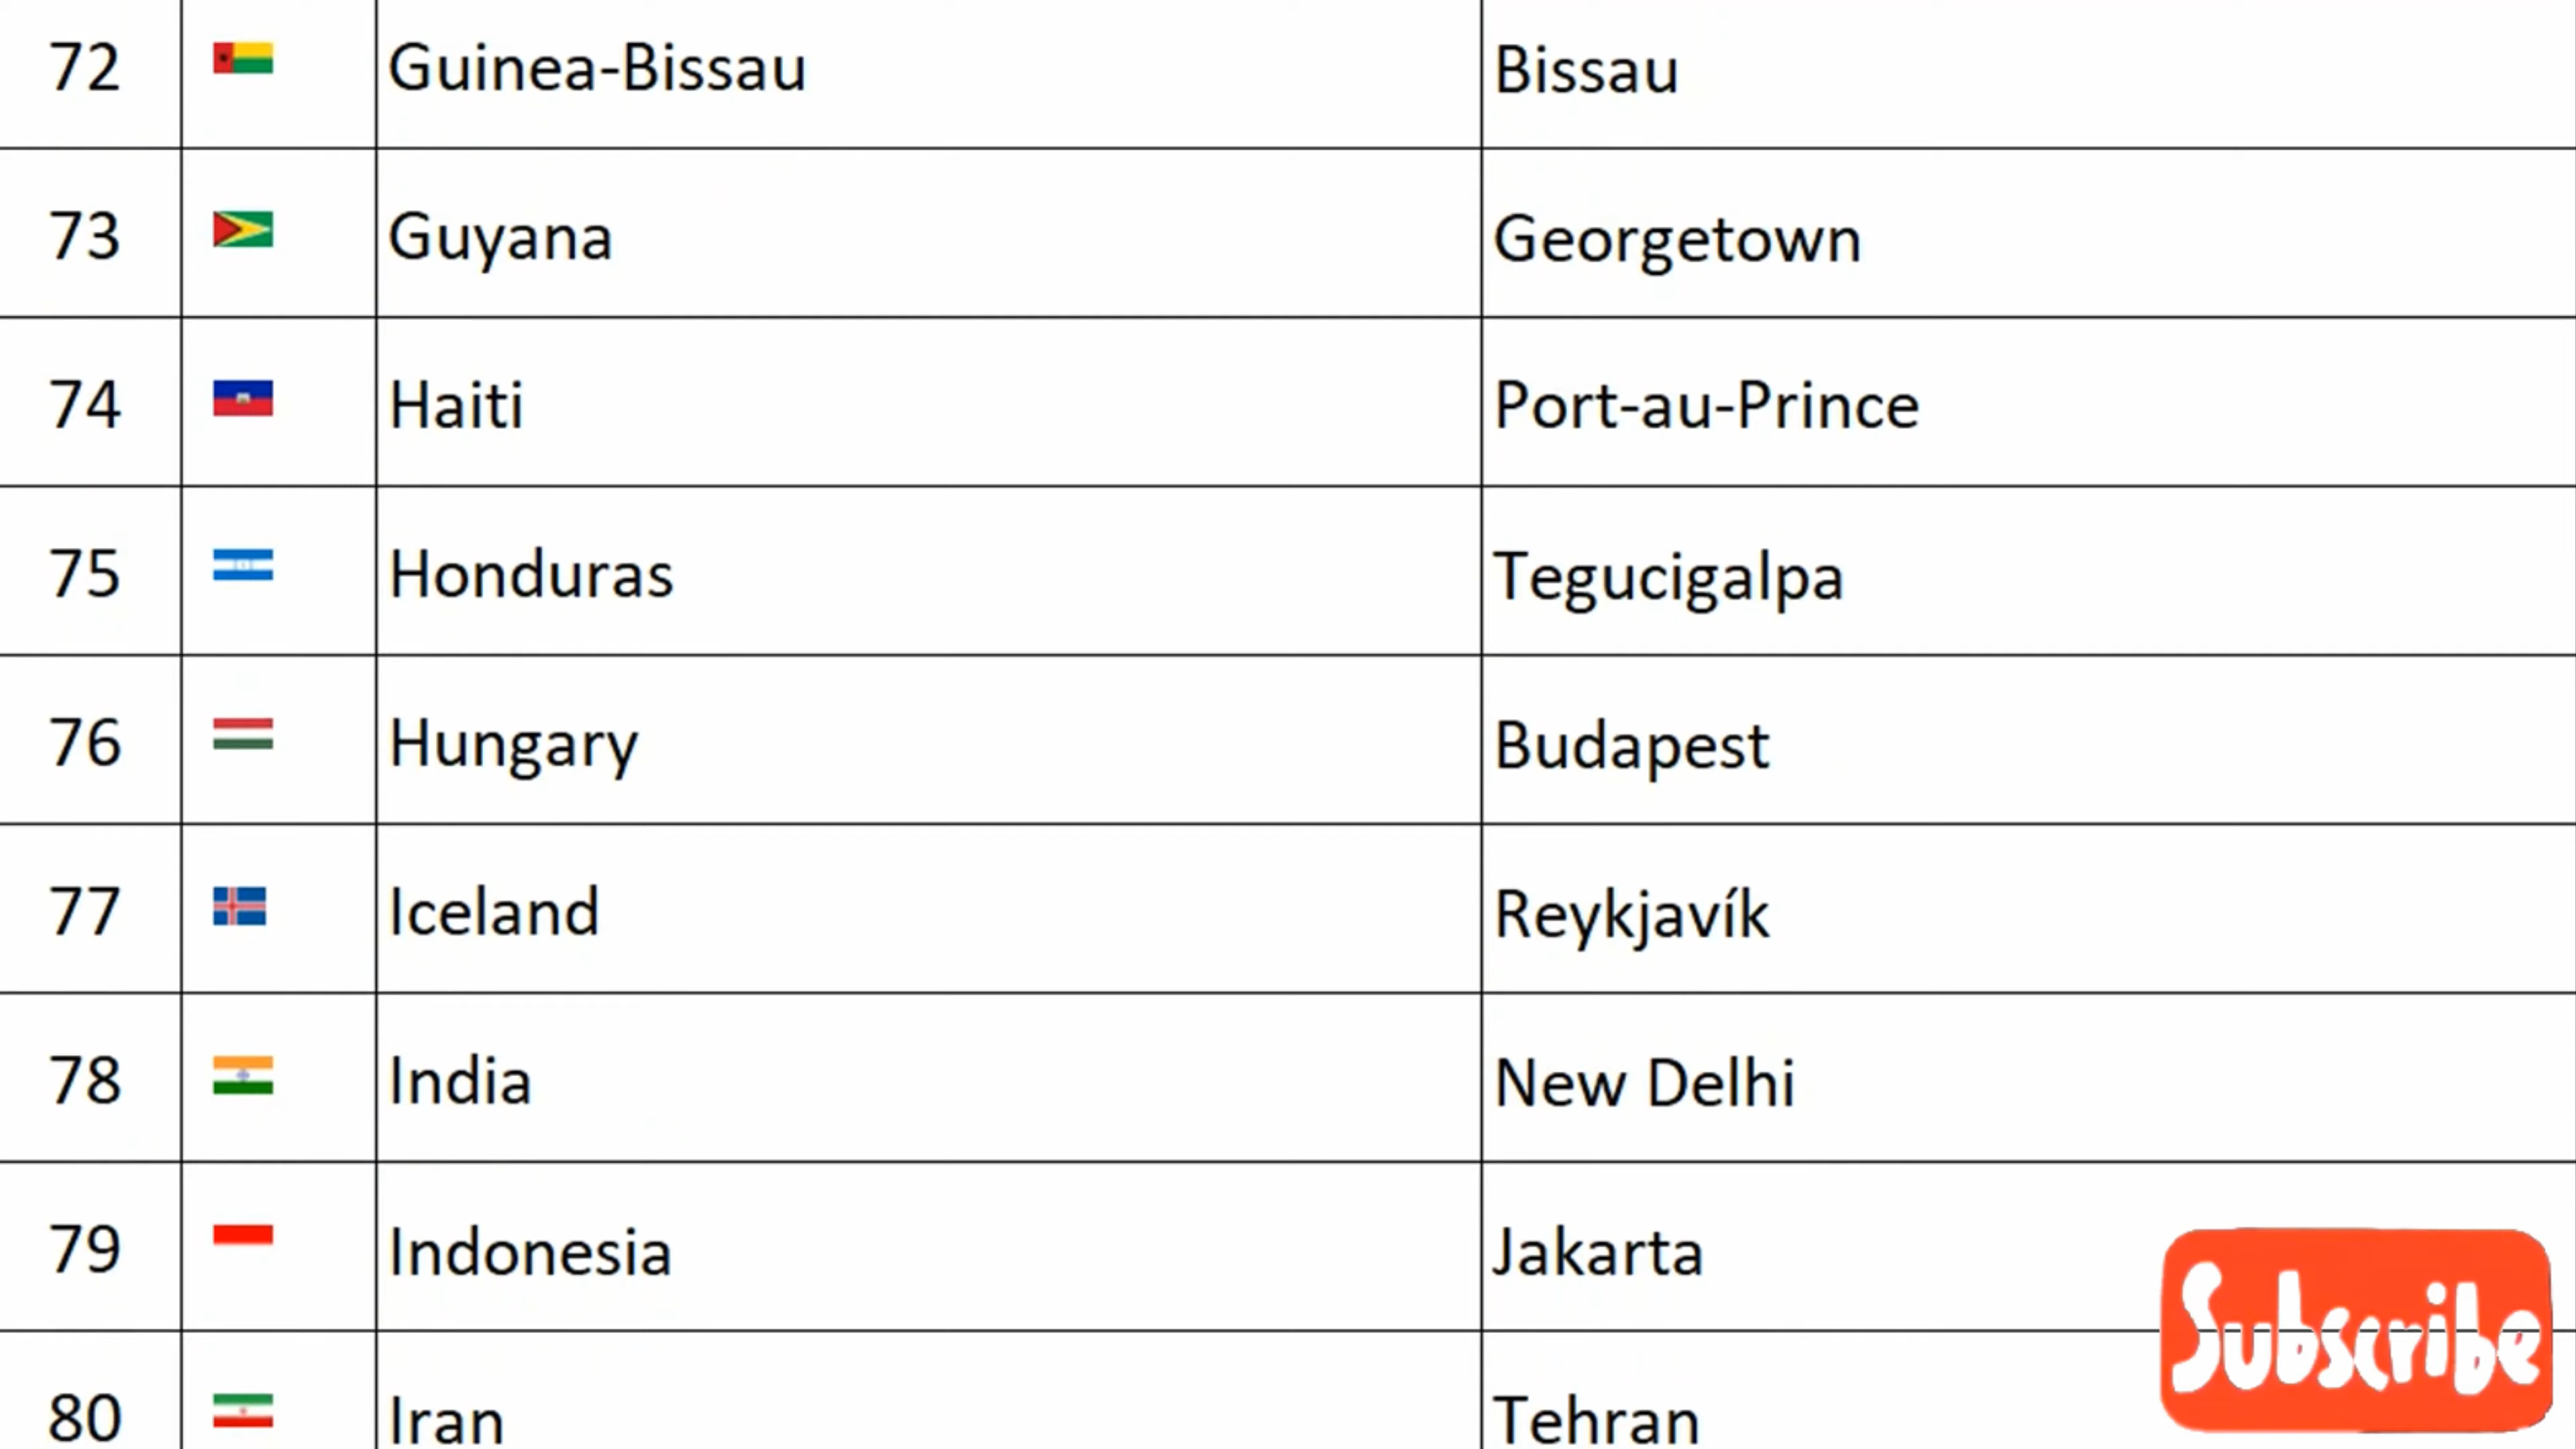 72 Guinea-Bissau Bissau
73 Guyana Georgetown
74 Haiti Port-au-Prince
75 Honduras Tegucigalpa
76 Hungary Budapest
77 Iceland Reykjavík
78 India New Delhi
79 Indonesia Jakarta
Subscribe
80 Iran Tehran